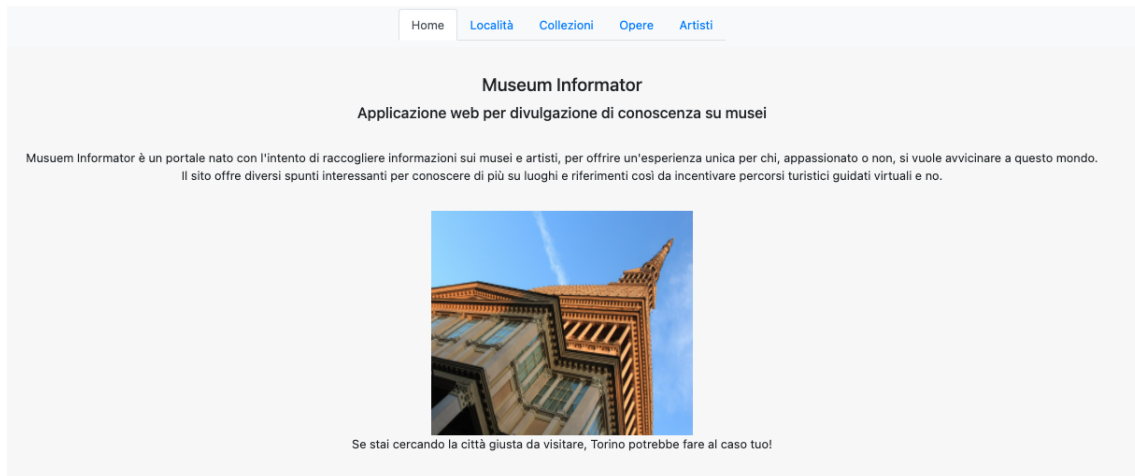 Home Località Collezioni Opere Artisti
Museum Informator
Applicazione web per divulgazione di conoscenza su musei
Musuem Informator è un portale nato con l'intento di raccogliere informazioni sui musei e artisti, per offrire un'esperienza unica per chi, appassionato o non, si vuole avvicinare a questo mondo.
Il sito offre diversi spunti interessanti per conoscere di più su luoghi e riferimenti così da incentivare percorsi turistici guidati virtuali e no.
Se stai cercando la città giusta da visitare, Torino potrebbe fare al caso tuo!